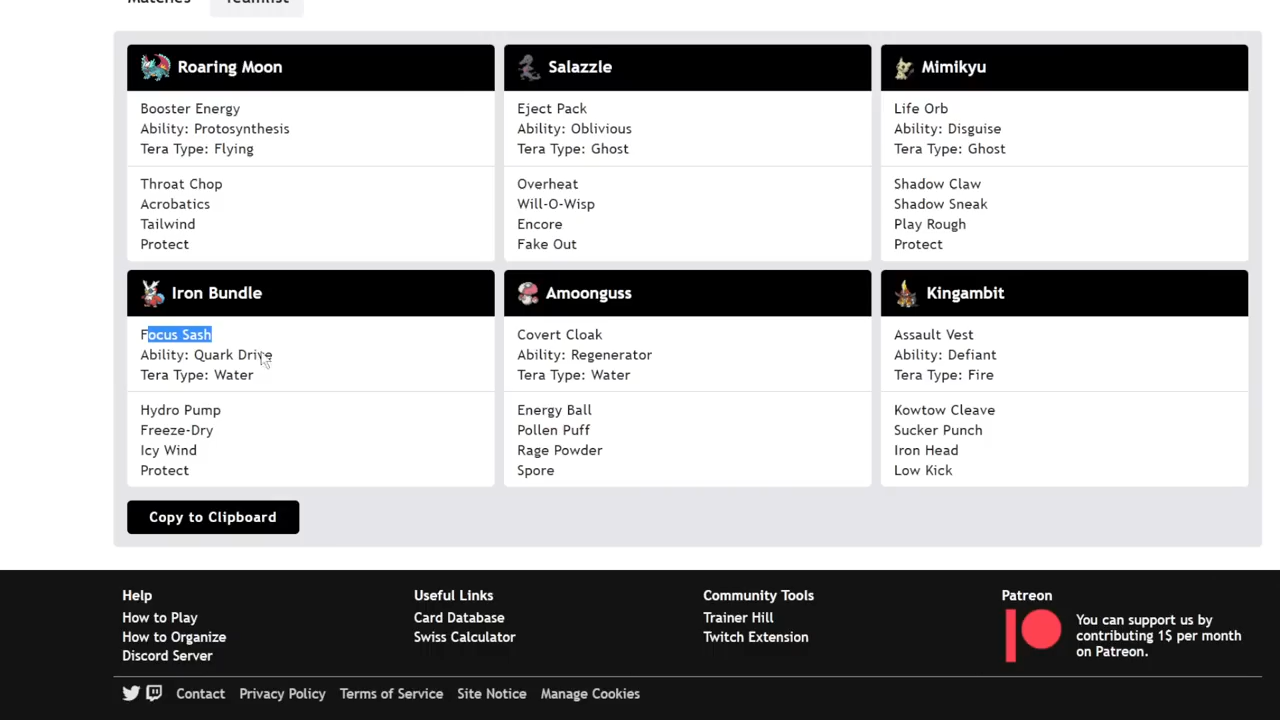 Matches Teamlist
Roaring Moon
Booster Energy
Ability: Protosynthesis
Tera Type: Flying
Throat Chop
Acrobatics
Tailwind
Protect
Salazzle
Eject Pack
Ability: Oblivious
Tera Type: Ghost
Overheat
Will-O-Wisp
Encore
Fake Out
Mimikyu
Life Orb
Ability: Disguise
Tera Type: Ghost
Shadow Claw
Shadow Sneak
Play Rough
Protect
Iron Bundle
Focus Sash
Ability: Quark Drive
Tera Type: Water
Hydro Pump
Freeze-Dry
Icy Wind
Protect
Amoonguss
Covert Cloak
Ability: Regenerator
Tera Type: Water
Energy Ball
Pollen Puff
Rage Powder
Spore
Kingambit
Assault Vest
Ability: Defiant
Tera Type: Fire
Kowtow Cleave
Sucker Punch
Iron Head
Low Kick
Copy to Clipboard
Help
How to Play
How to Organize
Discord Server
Useful Links
Card Database
Swiss Calculator
Community Tools
Trainer Hill
Twitch Extension
Patreon
You can support us by
contributing 1$ per month
on Patreon.
Contact Privacy Policy Terms of Service Site Notice Manage Cookies